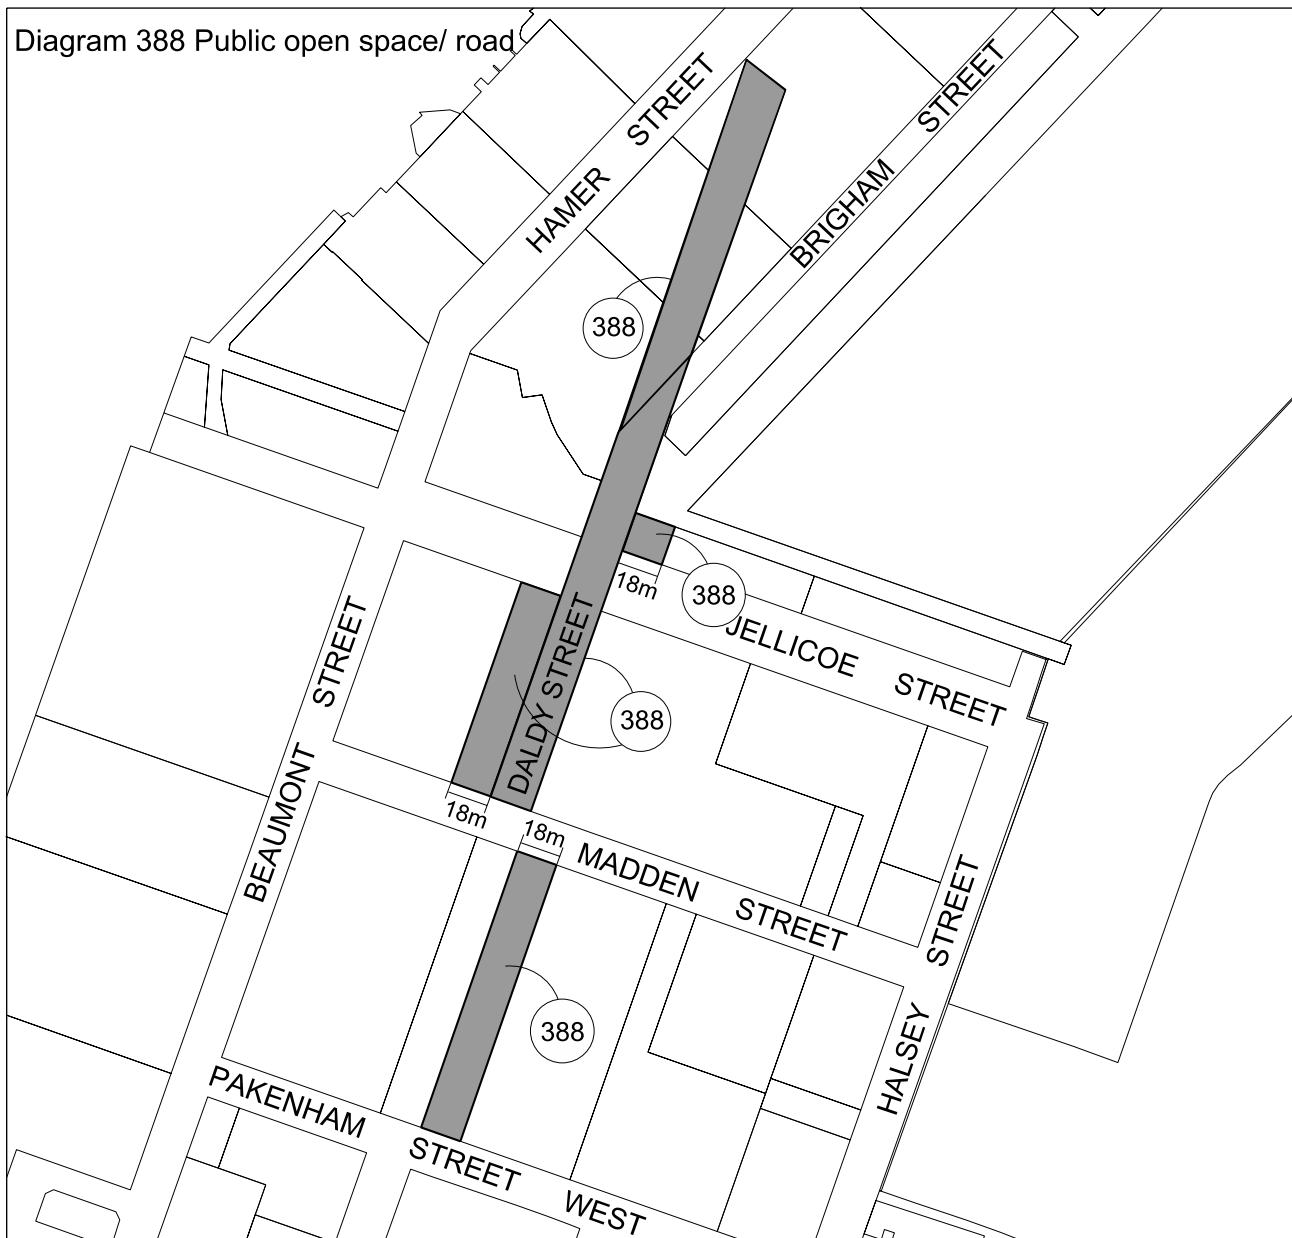 Diagram 388 Public open space/ road
HAMER STREET
BRIGHAM STREET
388
18m
388
JELLICOE STREET
BEAUMONT STREET
DALDY STREET
388
18m
18m
MADDEN STREET
HALSEY STREET
388
PAKENHAM STREET WEST